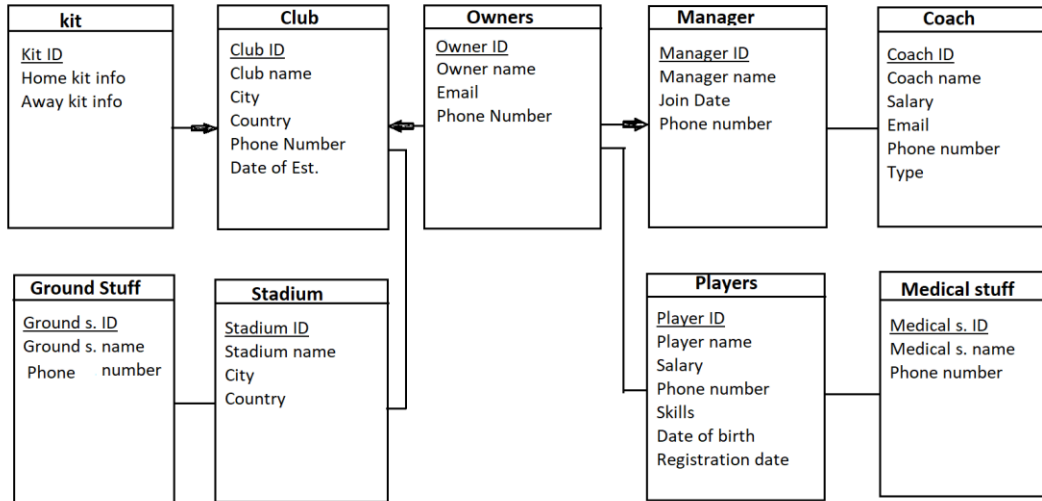 kit
Kit ID
Home kit info
Away kit info
Club
Club ID
Club name
City
Country
Phone Number
Date of Est.
Owners
Owner ID
Owner name
Email
Phone Number
Manager
Manager ID
Manager name
Join Date
Phone number
Coach
Coach ID
Coach name
Salary
Email
Phone number
Type
Ground Stuff
Ground s. ID
Ground s. name
Phone number
Stadium
Stadium ID
Stadium name
City
Country
Players
Player ID
Player name
Salary
Phone number
Skills
Date of birth
Registration date
Medical stuff
Medical s. ID
Medical s. name
Phone number